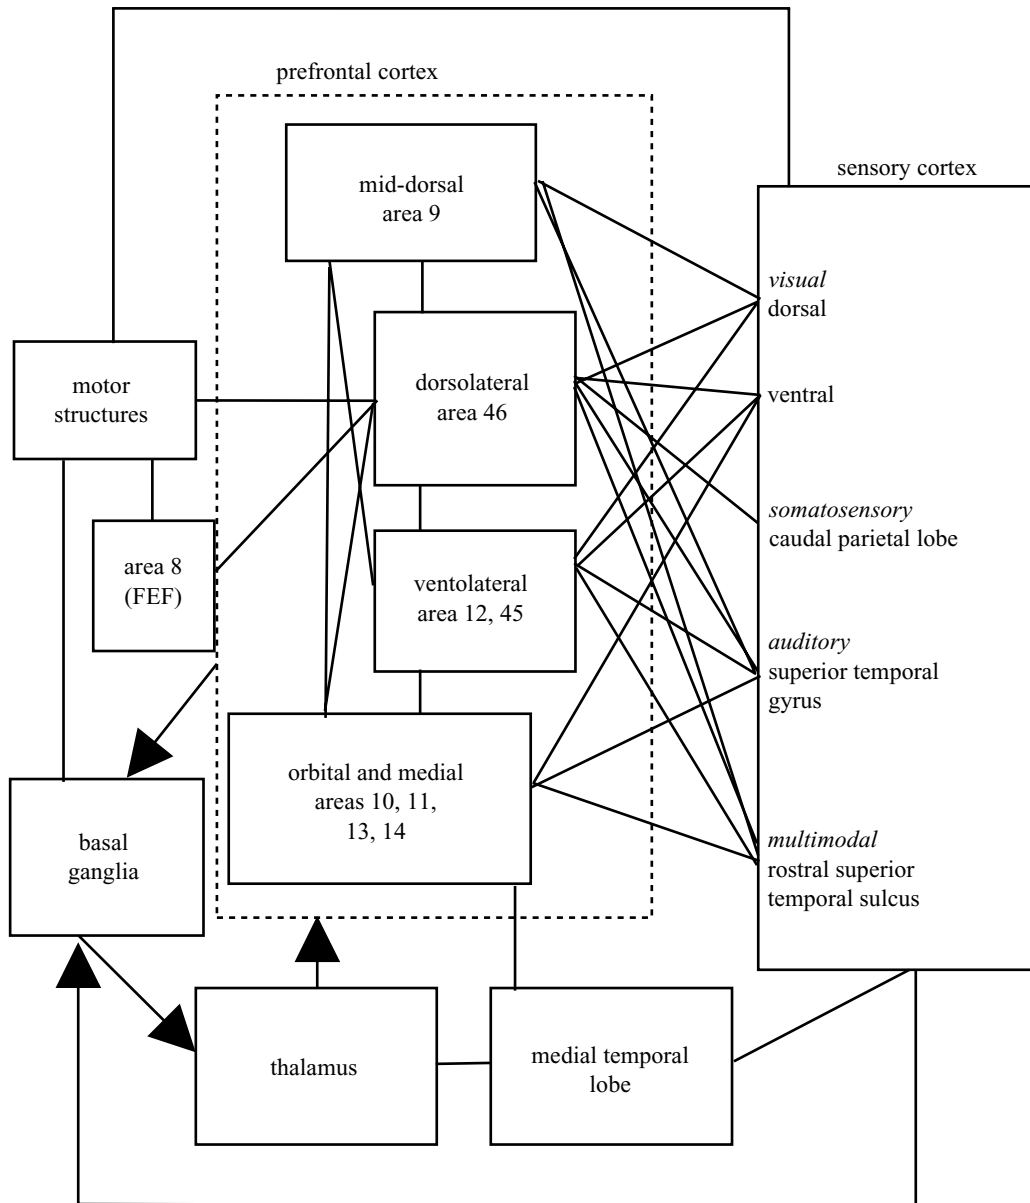 prefrontal cortex
sensory cortex
mid-dorsal
area 9
visual
dorsal
motor
structures
dorsolateral
area 46
ventral
somatosensory
caudal parietal lobe
area 8
(FEF)
ventolateral
area 12, 45
auditory
superior temporal
gyrus
orbital and medial
areas 10, 11,
13, 14
basal
ganglia
multimodal
rostral superior
temporal sulcus
thalamus
medial temporal
lobe